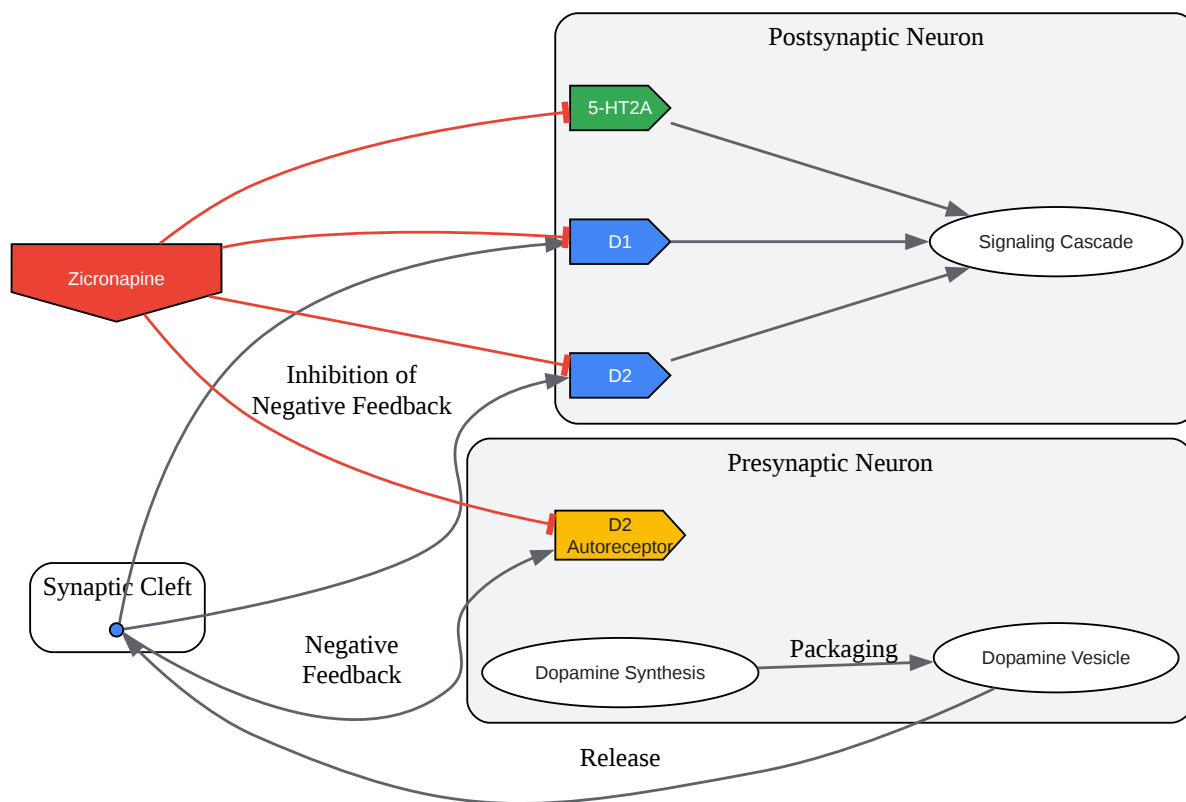 Postsynaptic Neuron
5-HT2A
D1
Signaling Cascade
Zicronapine
D2
Inhibition of
Negative Feedback
Presynaptic Neuron
D2
Autoreceptor
Synaptic Cleft
Negative
Feedback
Dopamine Synthesis
Packaging
Dopamine Vesicle
Release